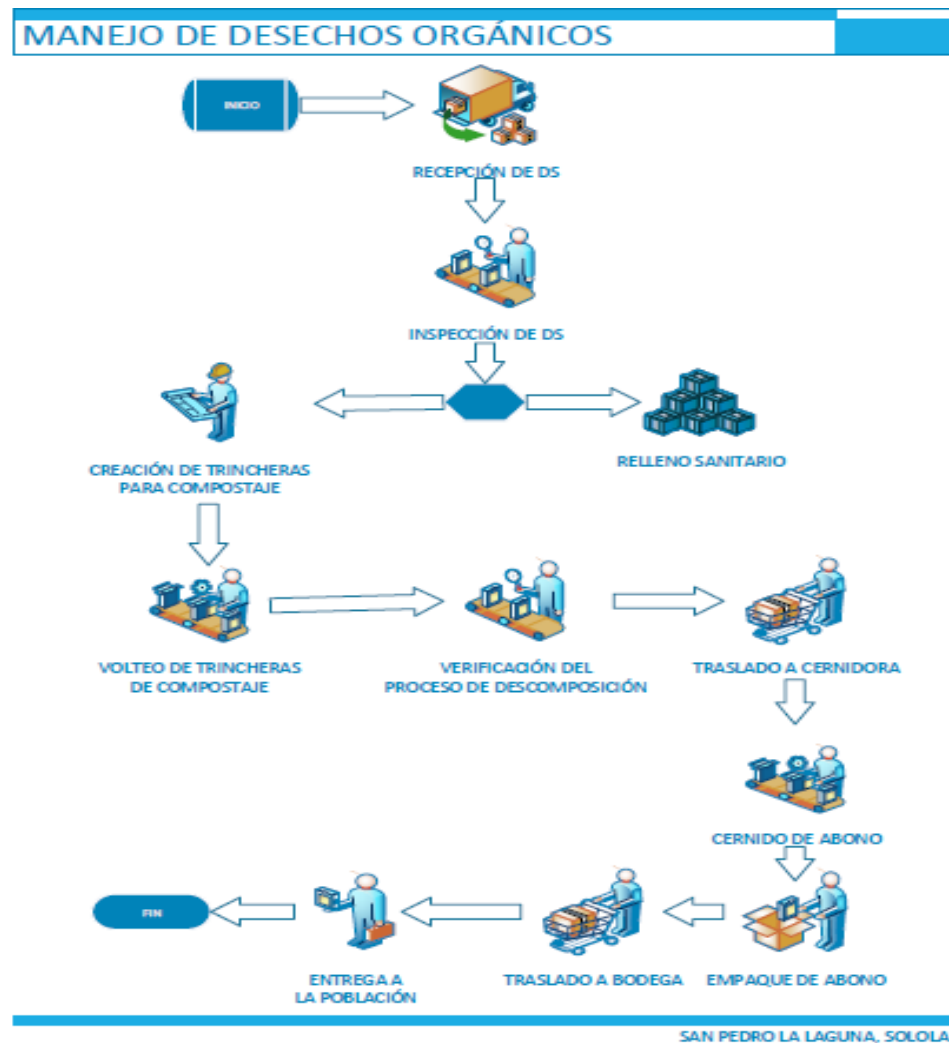 MANEJO DE DESECHOS ORGÁNICOS
INICIO
RECEPCIÓN DE DS
INSPECCIÓN DE DS
CREACIÓN DE TRINCHERAS
PARA COMPOSTAJE
RELLENO SANITARIO
VOLTEO DE TRINCHERAS
DE COMPOSTAJE
VERIFICACIÓN DEL
PROCESO DE DESCOMPOSICIÓN
TRASLADO A CERNIDORA
CERNIDO DE ABONO
FIN
ENTREGA A
LA POBLACIÓN
TRASLADO A BODEGA
EMPAQUE DE ABONO
SAN PEDRO LA LAGUNA, SOLOLA